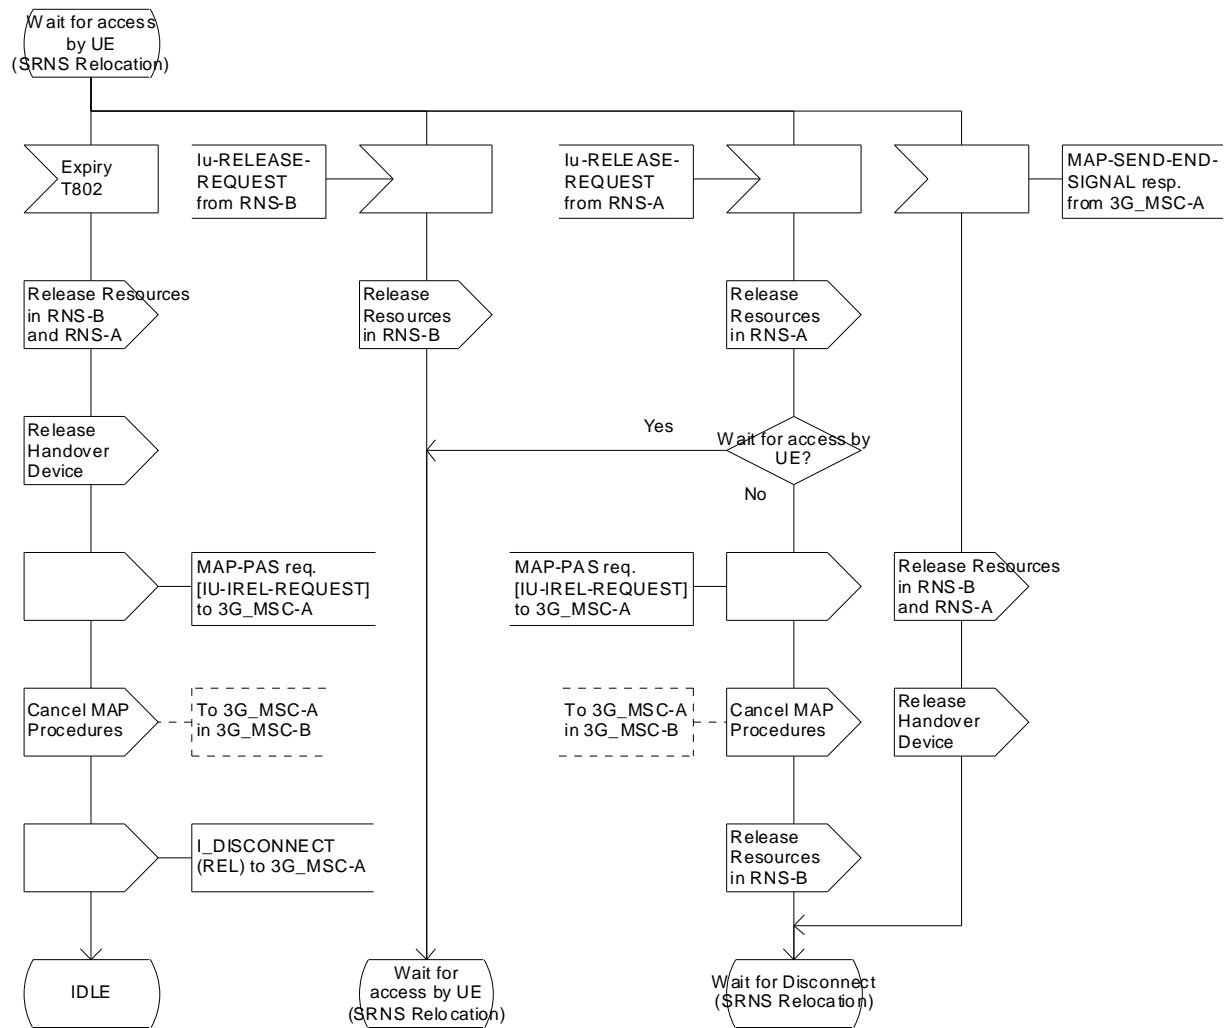 Wait for access
by UE
(SRNS Relocation)
Expiry
T802
Iu-RELEASE-
REQUEST
from RNS-B
Iu-RELEASE-
REQUEST
from RNS-A
MAP-SEND-END-
SIGNAL resp.
from 3G_MSC-A
Release Resources
in RNS-B
and RNS-A
Release
Resources
in RNS-B
Release
Resources
in RNS-A
Release
Handover
Device
Yes
Wait for access by
UE?
No
MAP-PAS req.
[IU-IREL-REQUEST]
to 3G_MSC-A
MAP-PAS req.
[IU-IREL-REQUEST]
to 3G_MSC-A
Release Resources
in RNS-B
and RNS-A
Cancel MAP
Procedures
To 3G_MSC-A
in 3G_MSC-B
To 3G_MSC-A
in 3G_MSC-B
Cancel MAP
Procedures
Release
Handover
Device
I_DISCONNECT
(REL) to 3G_MSC-A
Release
Resources
in RNS-B
IDLE
Wait for
access by UE
(SRNS Relocation)
Wait for Disconnect
(SRNS Relocation)